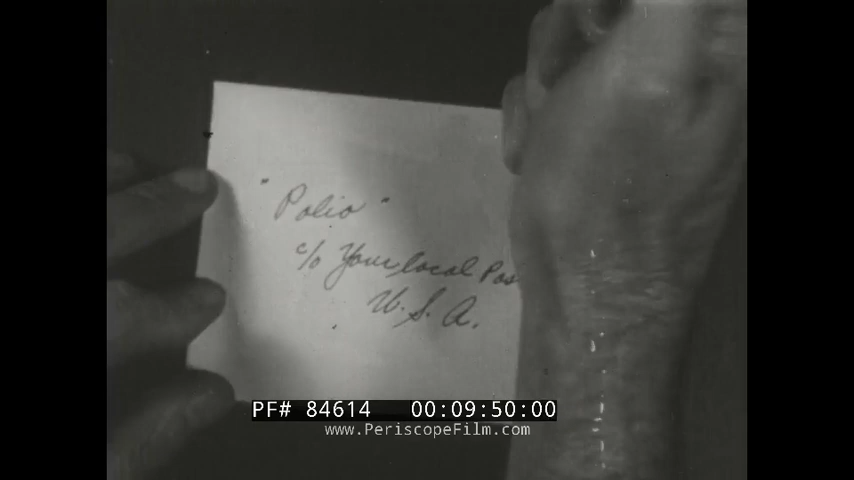 "Polio"
c/o Your local Pos
U.S.A.
PF# 84614 00:09:50:00
www.PeriscopeFilm.com